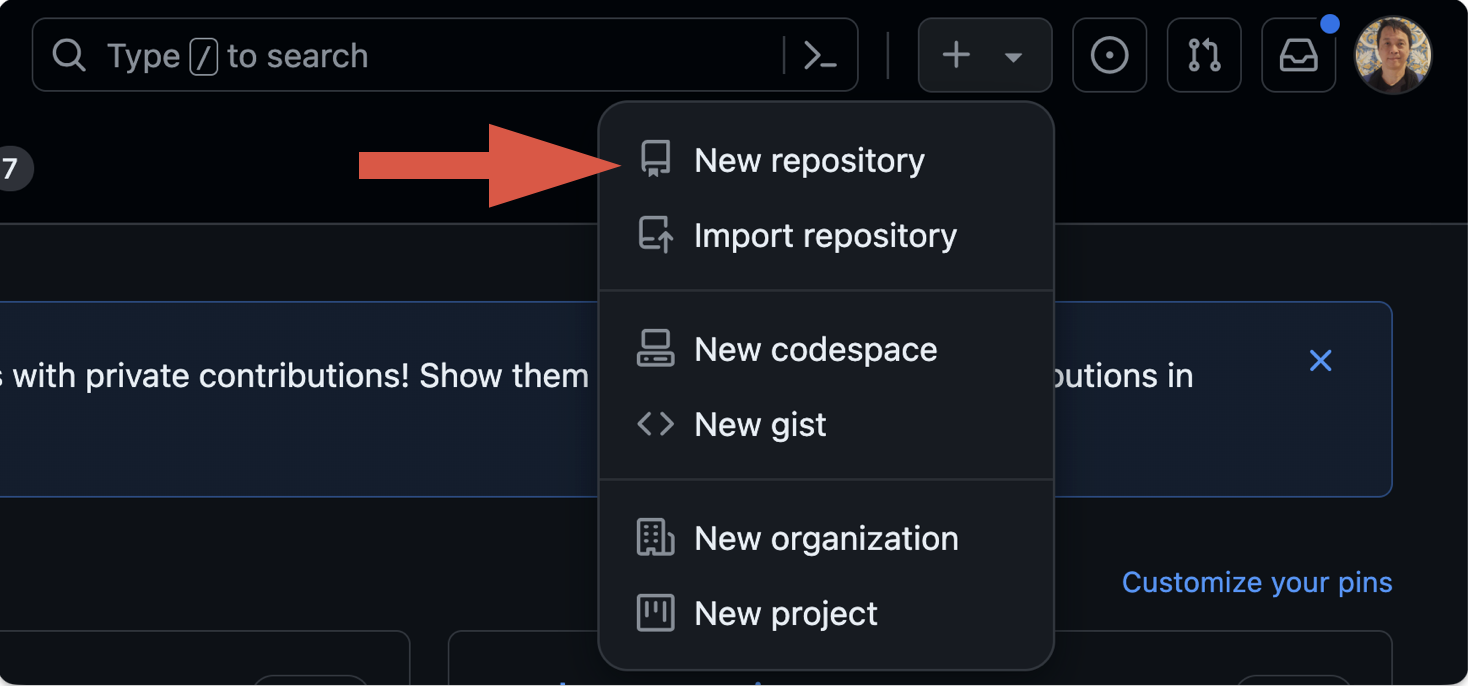 Type / to search
7
New repository
Import repository
New codespace
with private contributions! Show them
butions in
New gist
New organization
Customize your pins
New project